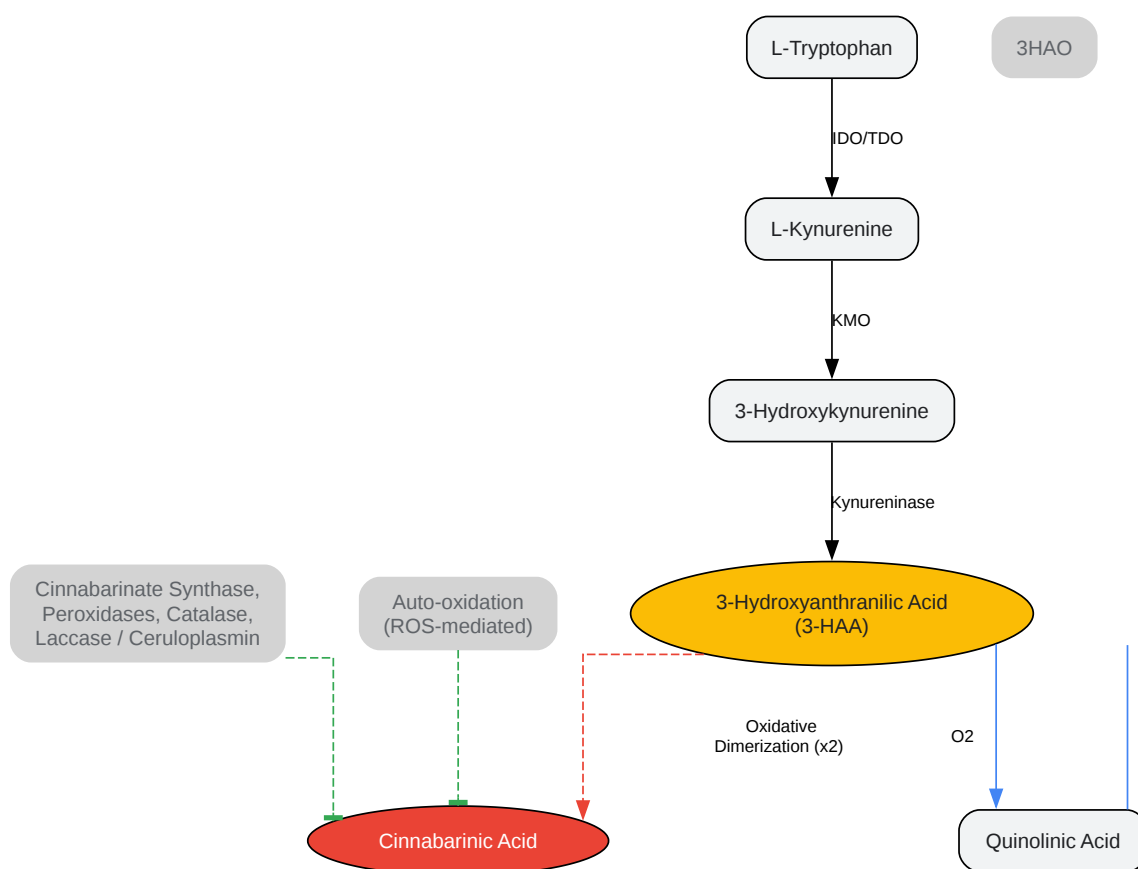 L-Tryptophan
3HAO
IDO/TDO
L-Kynurenine
KMO
3-Hydroxykynurenine
Kynureninase
Cinnabarinate Synthase,
Peroxidases, Catalase,
Laccase / Ceruloplasmin
Auto-oxidation
(ROS-mediated)
3-Hydroxyanthranilic Acid
(3-HAA)
Oxidative
Dimerization (x2)
O2
Cinnabarinic Acid
Quinolinic Acid